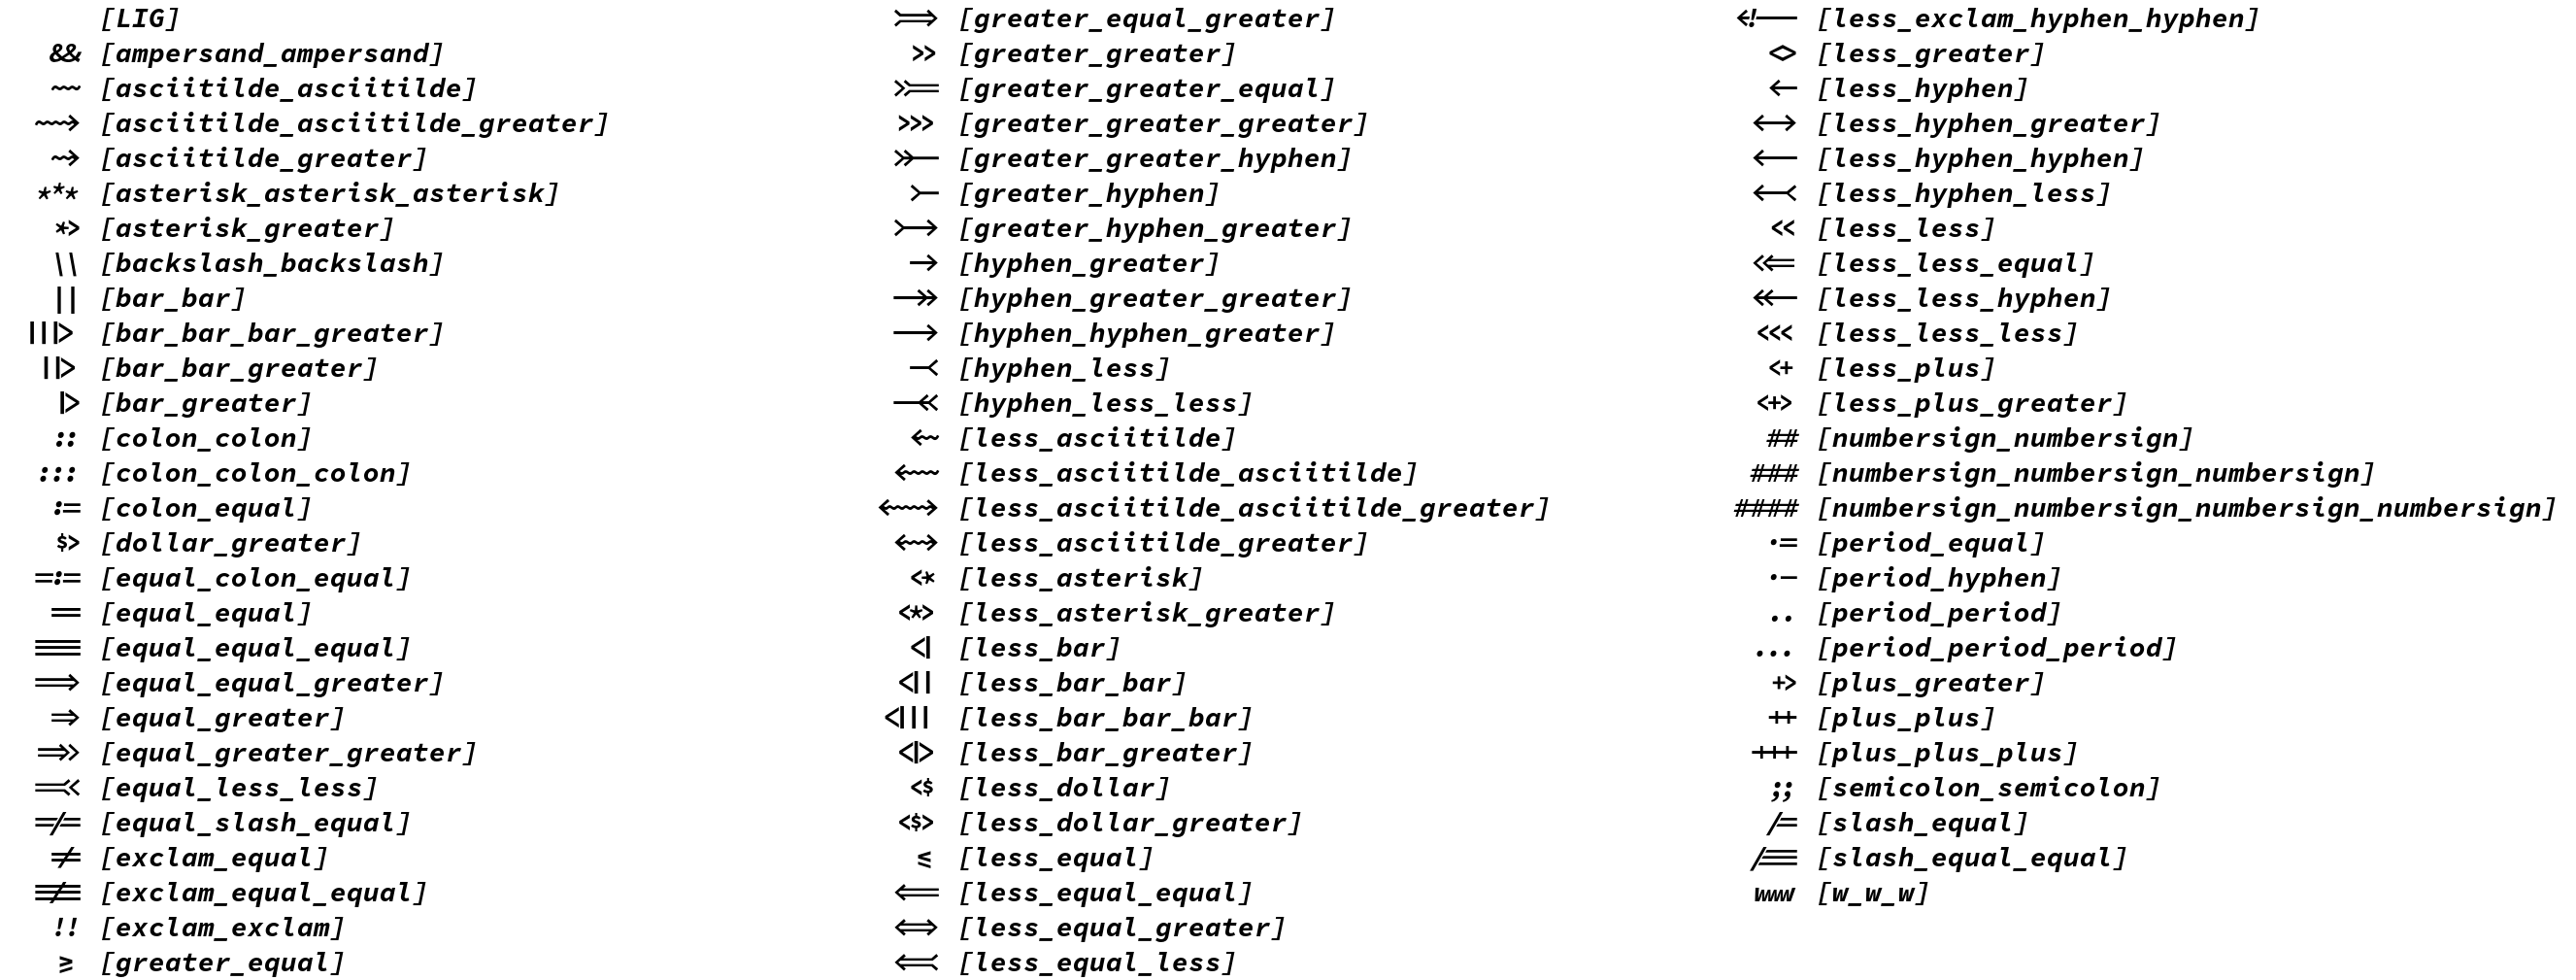 [LIG]
&& [ampersand_ampersand]
~~ [asciitilde_asciitilde]
~~> [asciitilde_asciitilde_greater]
~> [asciitilde_greater]
*** [asterisk_asterisk_asterisk]
*> [asterisk_greater]
\\ [backslash_backslash]
|| [bar_bar]
|||> [bar_bar_bar_greater]
||> [bar_bar_greater]
|> [bar_greater]
:: [colon_colon]
::: [colon_colon_colon]
:= [colon_equal]
$> [dollar_greater]
=:= [equal_colon_equal]
== [equal_equal]
=== [equal_equal_equal]
==> [equal_equal_greater]
=> [equal_greater]
=>> [equal_greater_greater]
=<< [equal_less_less]
=/= [equal_slash_equal]
!= [exclam_equal]
!== [exclam_equal_equal]
!! [exclam_exclam]
>= [greater_equal]
>=> [greater_equal_greater]
>> [greater_greater]
>>= [greater_greater_equal]
>>> [greater_greater_greater]
>>- [greater_greater_hyphen]
>- [greater_hyphen]
>-> [greater_hyphen_greater]
-> [hyphen_greater]
->> [hyphen_greater_greater]
--> [hyphen_hyphen_greater]
-< [hyphen_less]
-<< [hyphen_less_less]
<~ [less_asciitilde]
<~~ [less_asciitilde_asciitilde]
<~~> [less_asciitilde_asciitilde_greater]
<~> [less_asciitilde_greater]
<* [less_asterisk]
<*> [less_asterisk_greater]
<| [less_bar]
<|| [less_bar_bar]
<||| [less_bar_bar_bar]
<|> [less_bar_greater]
<$ [less_dollar]
<$> [less_dollar_greater]
<= [less_equal]
<== [less_equal_equal]
<=> [less_equal_greater]
<=< [less_equal_less]
<!-- [less_exclam_hyphen_hyphen]
<> [less_greater]
<- [less_hyphen]
<-> [less_hyphen_greater]
<-- [less_hyphen_hyphen]
<-< [less_hyphen_less]
<< [less_less]
<<= [less_less_equal]
<<- [less_less_hyphen]
<<< [less_less_less]
<+ [less_plus]
<+> [less_plus_greater]
## [numbersign_numbersign]
### [numbersign_numbersign_numbersign]
#### [numbersign_numbersign_numbersign_numbersign]
.= [period_equal]
.- [period_hyphen]
.. [period_period]
... [period_period_period]
+> [plus_greater]
++ [plus_plus]
+++ [plus_plus_plus]
;; [semicolon_semicolon]
/= [slash_equal]
/== [slash_equal_equal]
www [w_w_w]